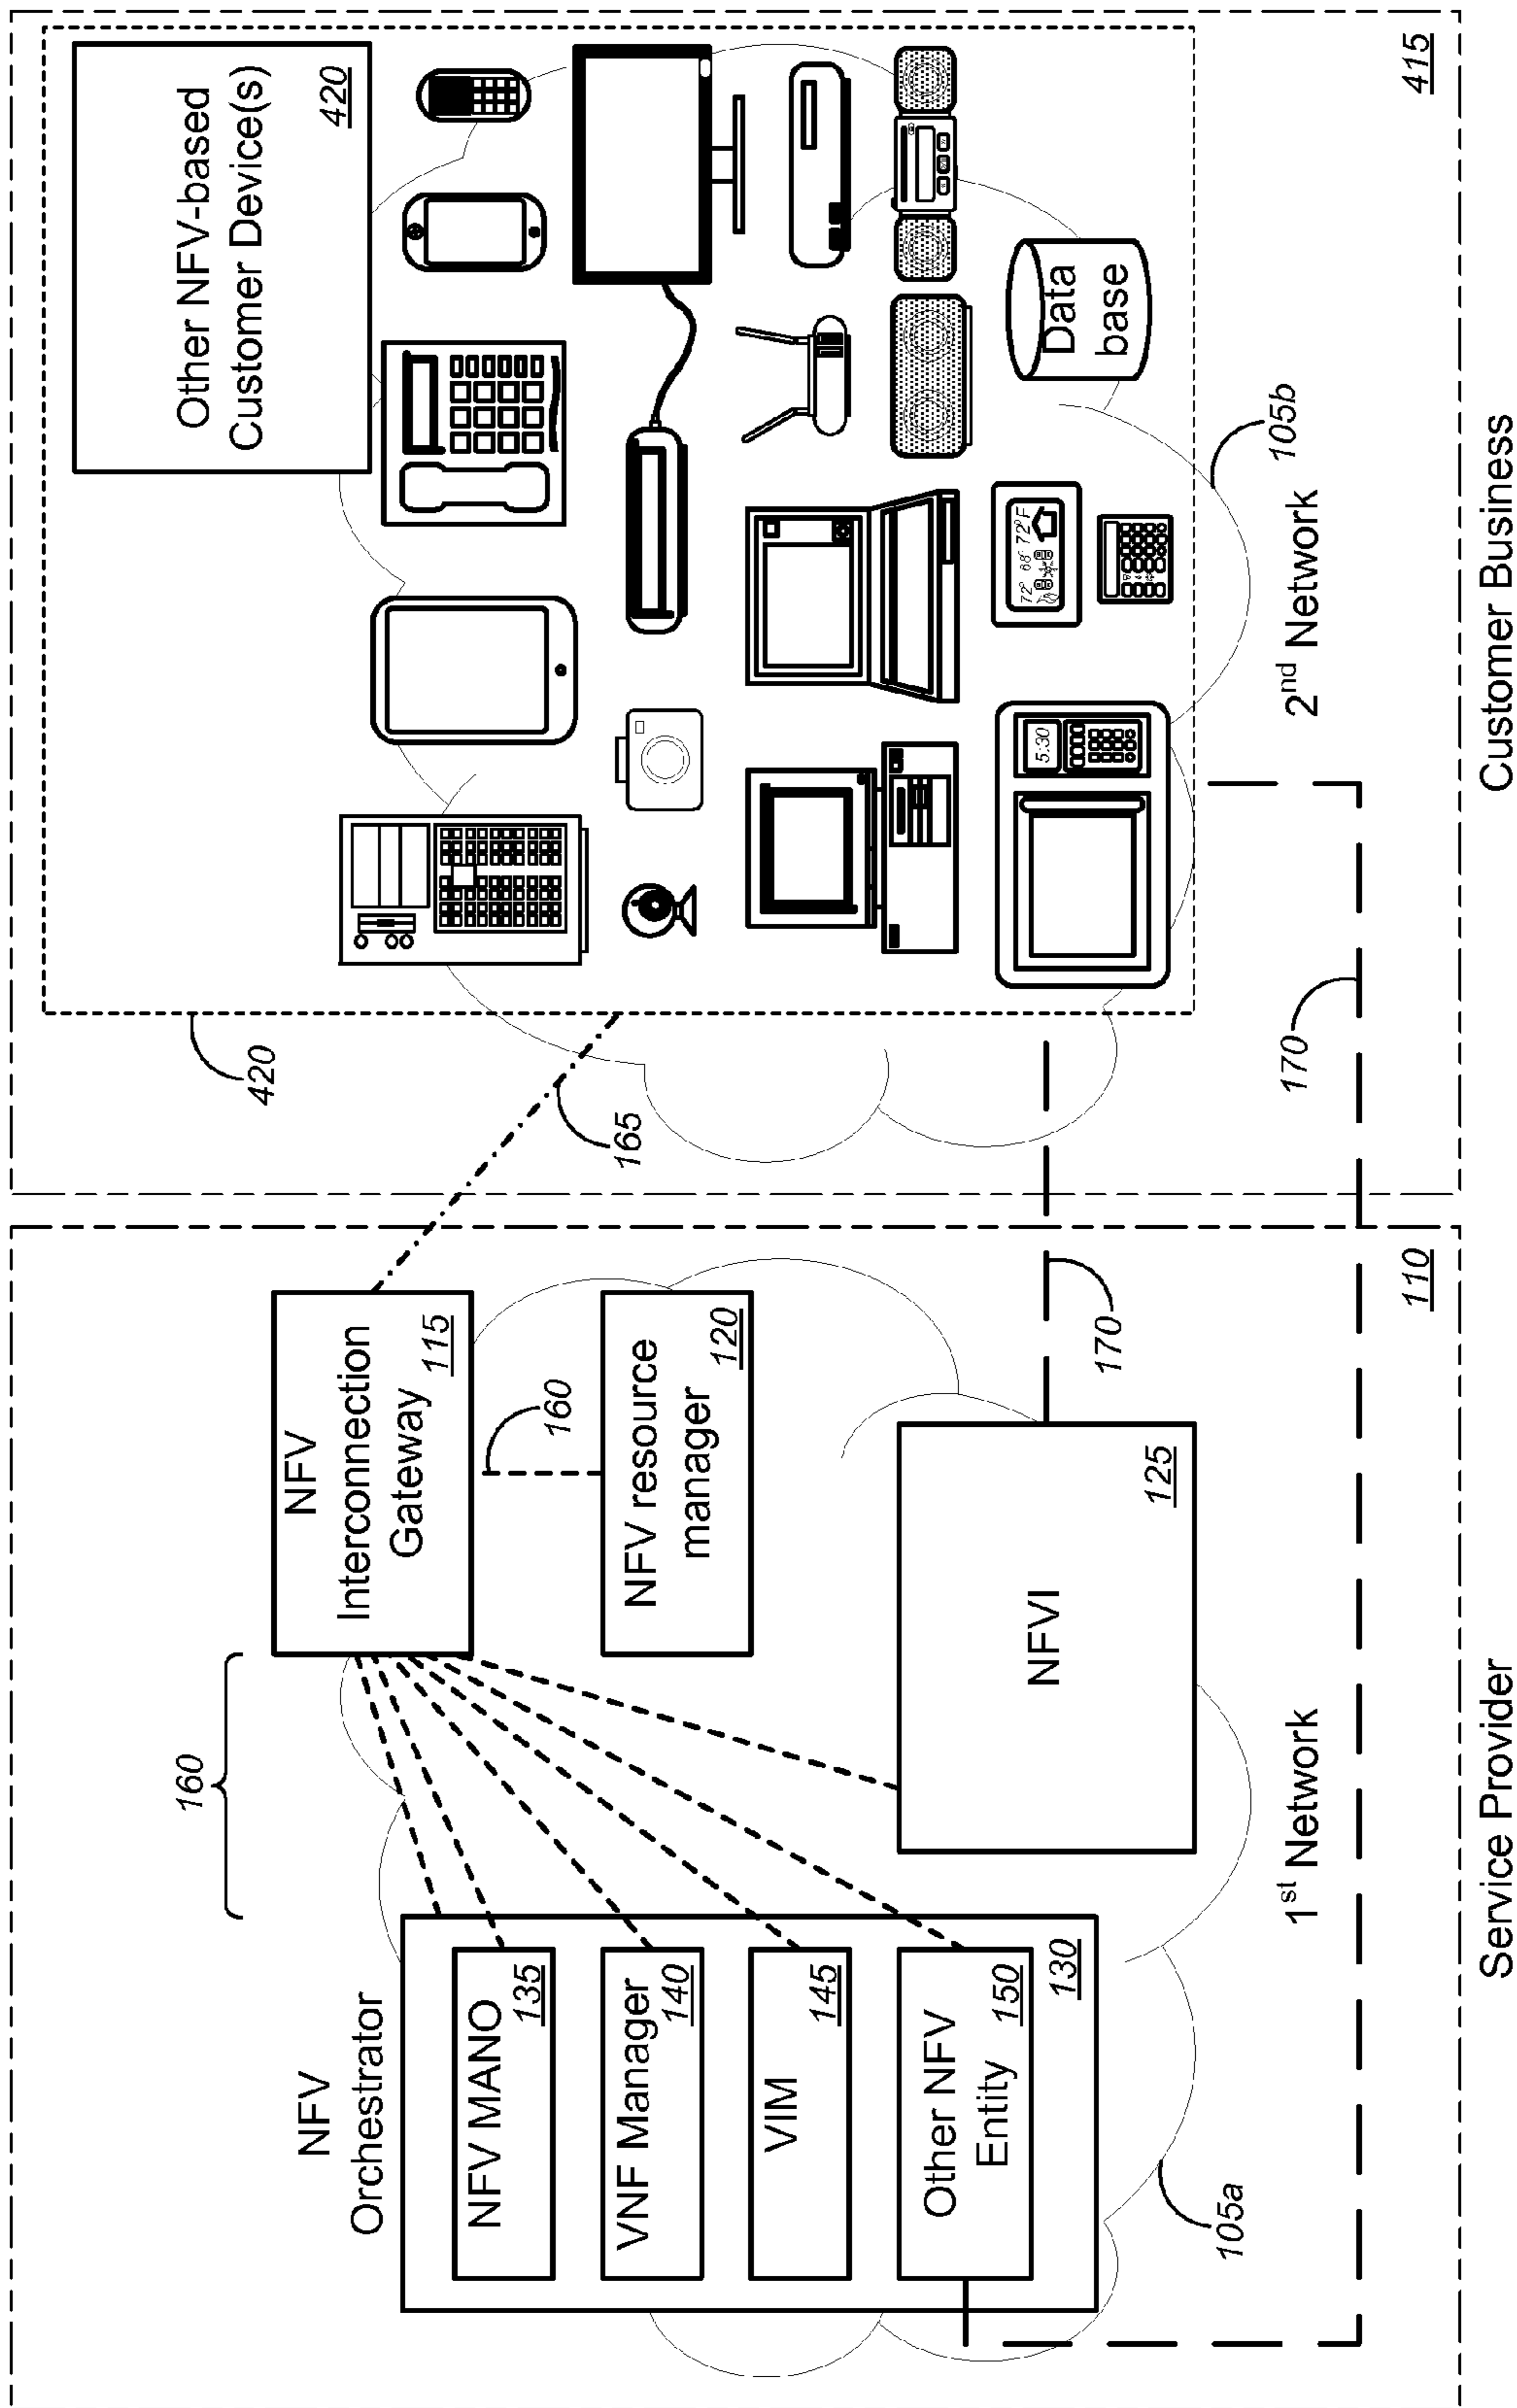 NFV
Orchestrator
NFV MANO
135
VNF Manager
140
VIM
145
Other NFV
Entity
150
130
105a
160
NFV
Interconnection
Gateway
115
160
NFV resource
manager
120
NFVI
125
170
1st Network
110
Service Provider
420
165
Other NFV-based
Customer Device(s)
420
5:30
72° 68° 72°F
Data
base
2nd Network
105b
170
415
Customer Business